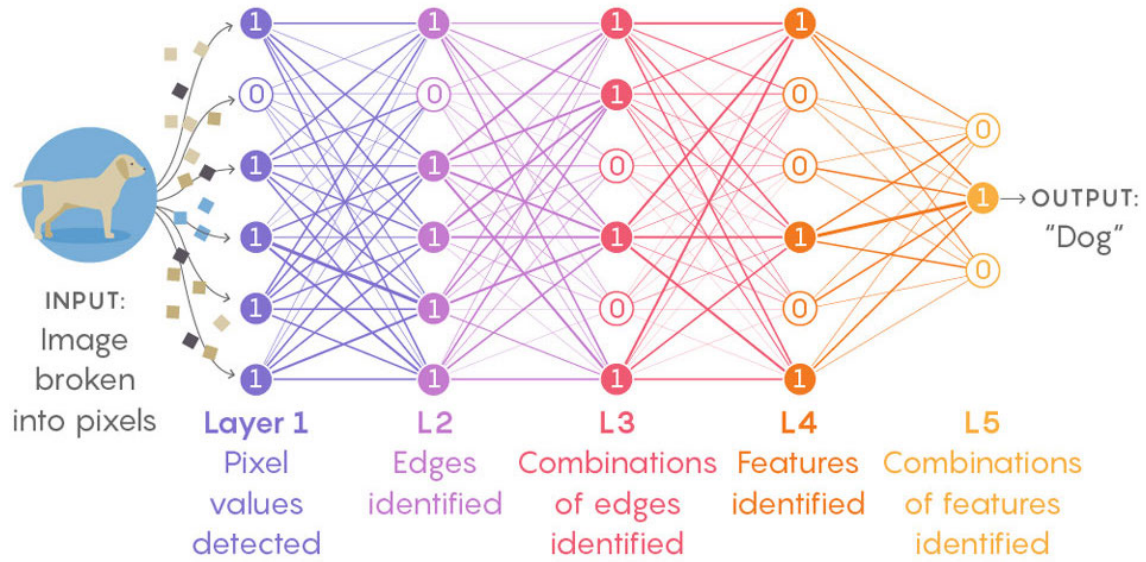 1 1 1 1
0 0 1 0
0
1 1 0 0
1 OUTPUT:
"Dog"
1 1 1 1
0
INPUT:
1 1 0 0
Image
broken
1 1 1 1
into pixels
Layer 1 L2 L3 L4 L5
Pixel Edges Combinations Features Combinations
values identified of edges identified of features
detected identified identified